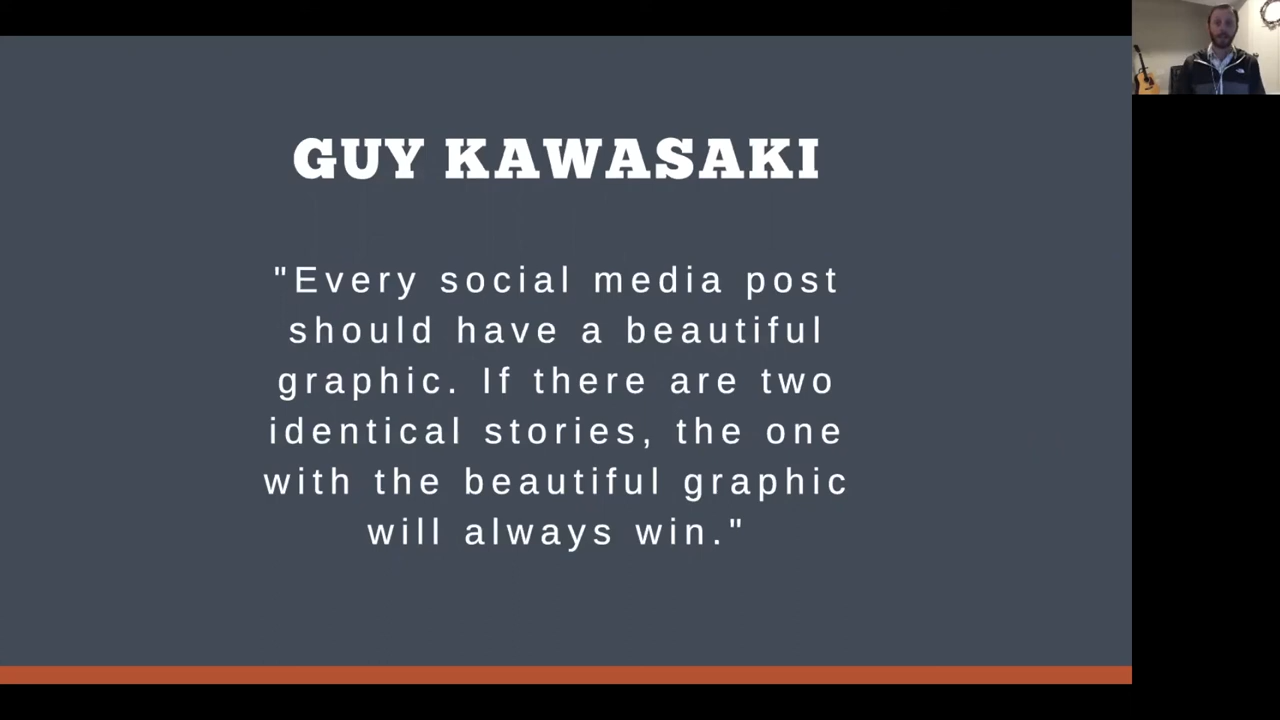 GUY KAWASAKI
"Every social media post
should have a beautiful
graphic. If there are two
identical stories, the one
with the beautiful graphic
will always win."